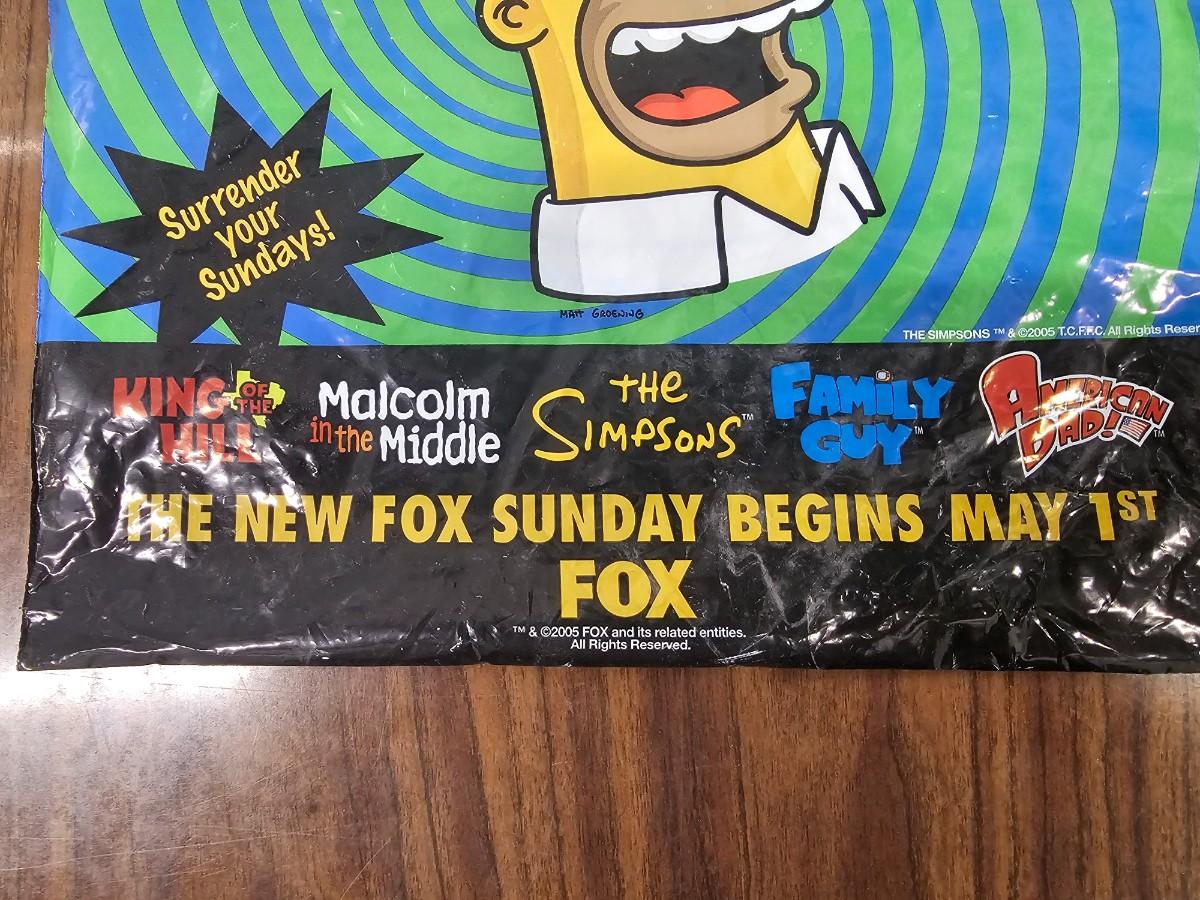 Surrender
your
Sundays!
MATT GROENING
THE SIMPSONS ™ & ©2005 T.C.F.F.C. All Rights Reser
KING OF THE HILL
Malcolm in the Middle
THE SIMPSONS™
FAMILY GUY™
AMERICAN DAD!™
THE NEW FOX SUNDAY BEGINS MAY 1ST
FOX
™ & ©2005 FOX and its related entities.
All Rights Reserved.